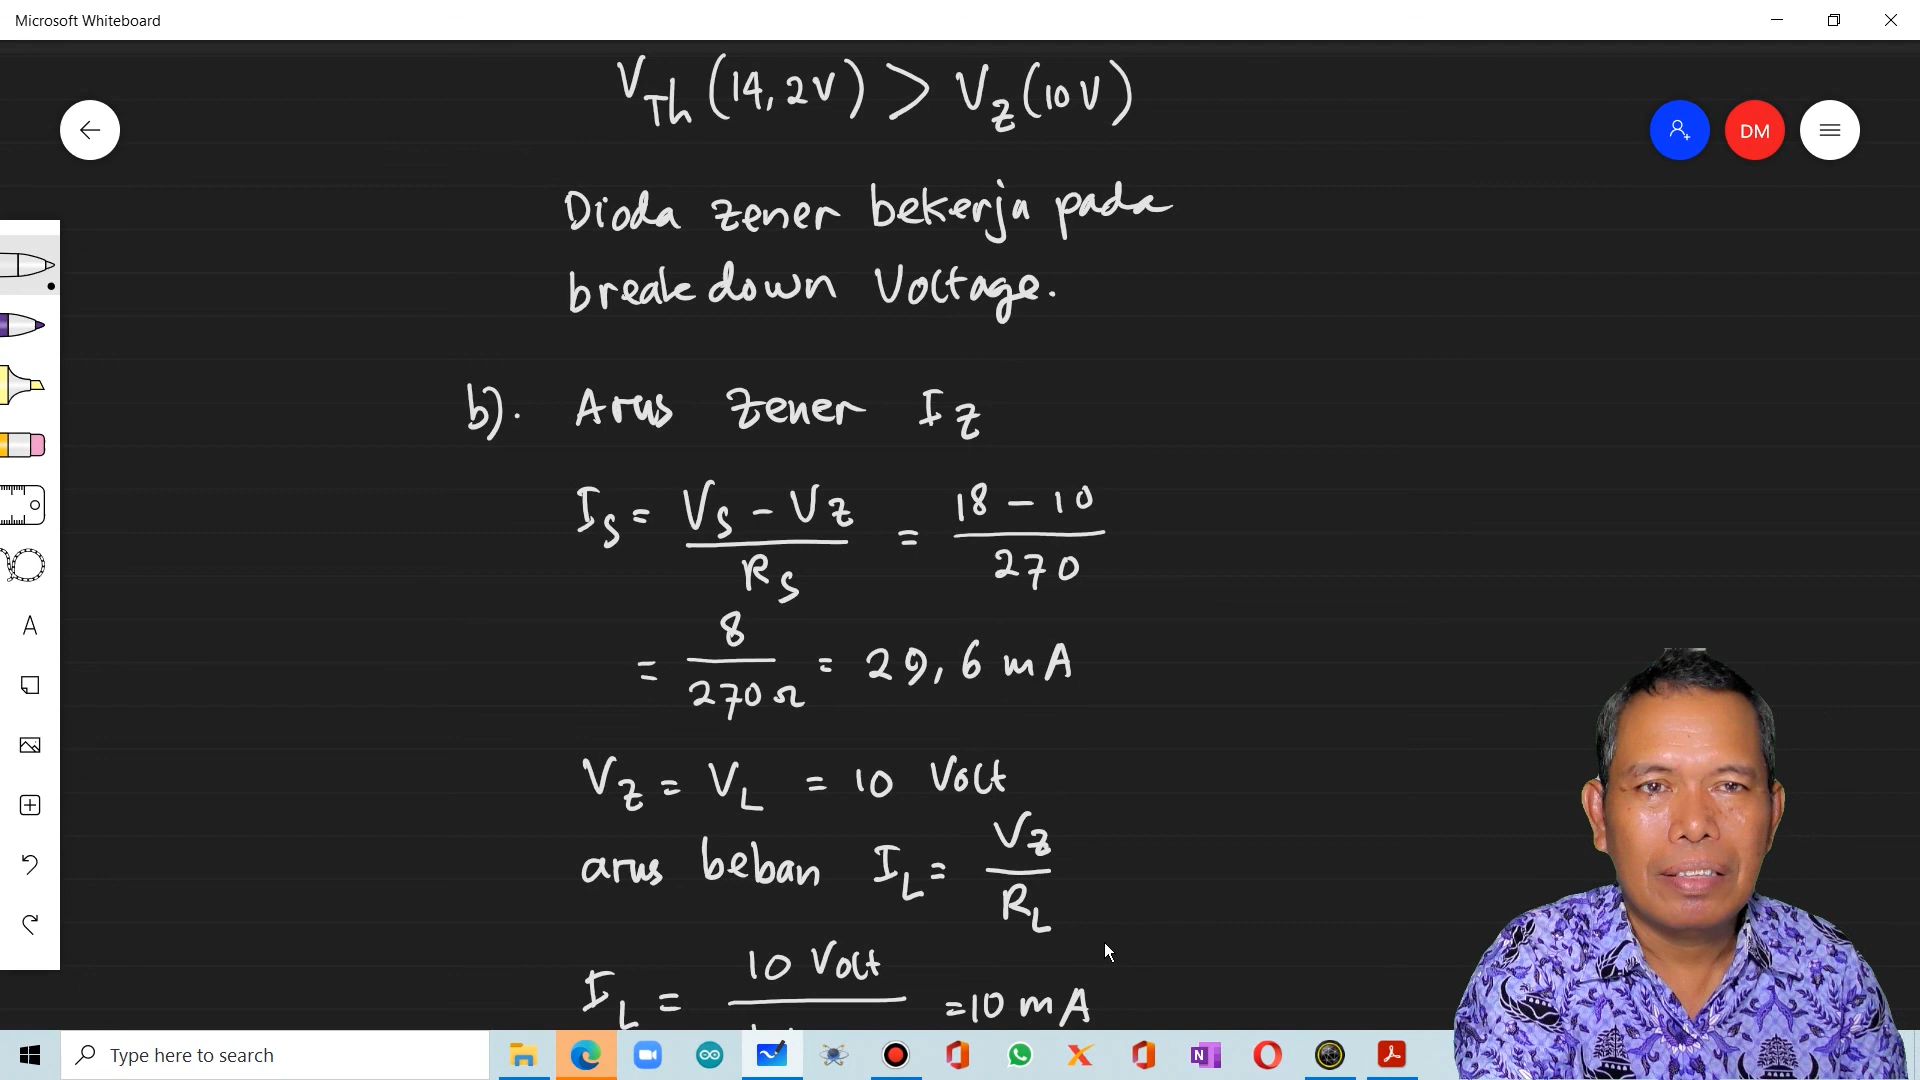 Microsoft Whiteboard
V_Th (14,2V) > V_Z (10V)
DM
Dioda zener bekerja pada
breakdown Voltage.
b). Arus zener I_Z
I_S = (V_S - V_Z) / R_S = (18 - 10) / 270
= 8 / 270 Ω = 29,6 mA
V_Z = V_L = 10 Volt
arus beban I_L = V_Z / R_L
I_L = 10 Volt / = 10 mA
A
Type here to search